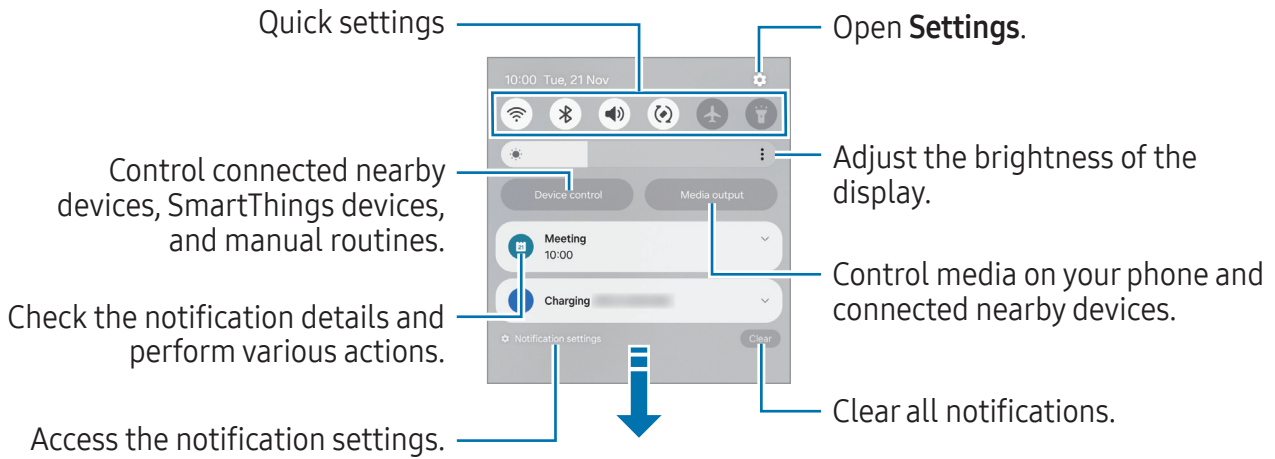 Quick settings
Open Settings.
10:00 Tue, 21 Nov
Control connected nearby
devices, SmartThings devices,
and manual routines.
Adjust the brightness of the
display.
Device control
Media output
Meeting
10:00
21
Control media on your phone and
connected nearby devices.
Charging
Check the notification details and
perform various actions.
Notification settings
Clear
Clear all notifications.
Access the notification settings.